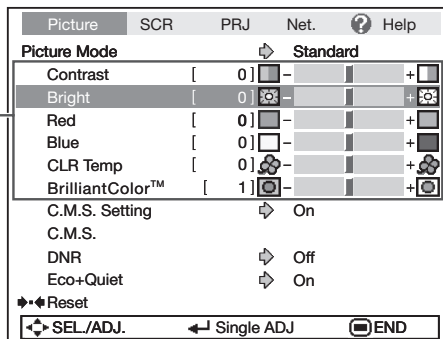 Picture SCR PRJ Net. ? Help
Picture Mode Standard
Contrast [ 0 ] - +
Bright [ 0 ] - +
Red [ 0 ] - +
Blue [ 0 ] - +
CLR Temp [ 0 ] - +
BrilliantColor™ [ 1 ] - +
C.M.S. Setting On
C.M.S.
DNR Off
Eco+Quiet On
Reset
SEL./ADJ. Single ADJ END